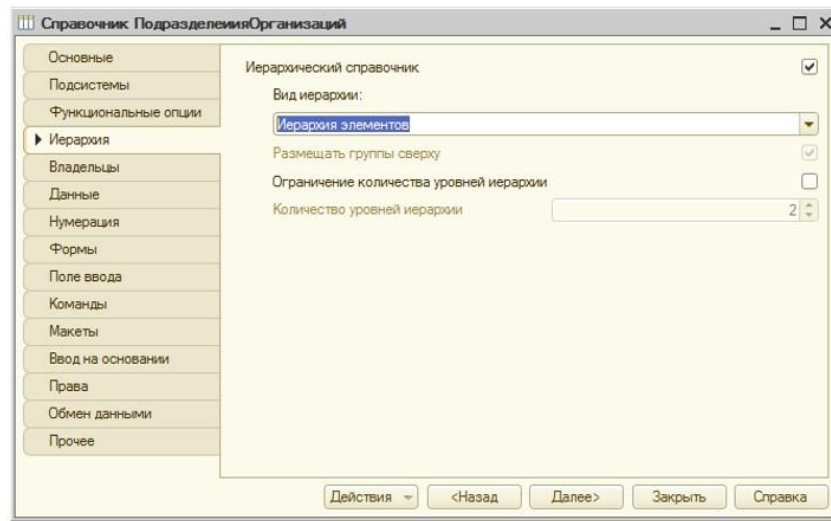 Справочник ПодразделенияОрганизаций
Основные
Подсистемы
Функциональные опции
Иерархия
Владельцы
Данные
Нумерация
Формы
Поле ввода
Команды
Макеты
Ввод на основании
Права
Обмен данными
Прочее
Иерархический справочник
Вид иерархии:
Иерархия элементов
Размещать группы сверху
Ограничение количества уровней иерархии
Количество уровней иерархии 2
Действия <Назад Далее> Закрыть Справка